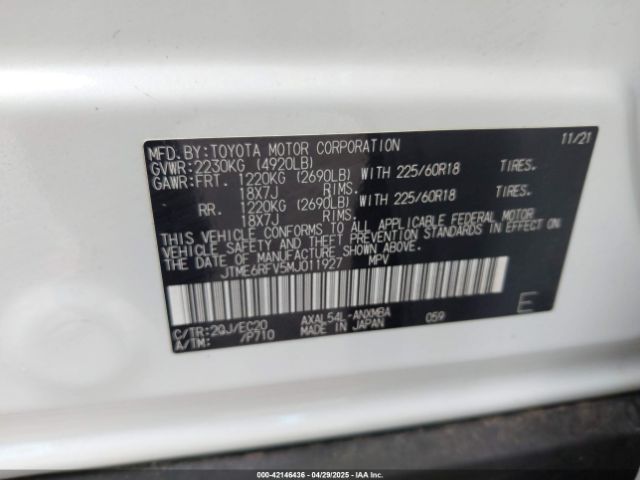 MFD.BY:TOYOTA MOTOR CORPORATION 11/21
GVWR:2230KG (4920LB)
GAWR:FRT. 1220KG (2690LB) WITH 225/60R18 TIRES.
18X7J RIMS.
RR. 1220KG (2690LB) WITH 225/60R18 TIRES.
18X7J RIMS.
THIS VEHICLE CONFORMS TO ALL APPLICABLE FEDERAL MOTOR
VEHICLE SAFETY AND THEFT PREVENTION STANDARDS IN EFFECT ON
THE DATE OF MANUFACTURE SHOWN ABOVE.
JTME6RFV5MJ011927 MPV
C/TR:2QJ/EC20 AXAL54L-ANXMBA 059 E
A/TM: /P710 MADE IN JAPAN
000-42146436 - 04/29/2025 - IAAI.COM